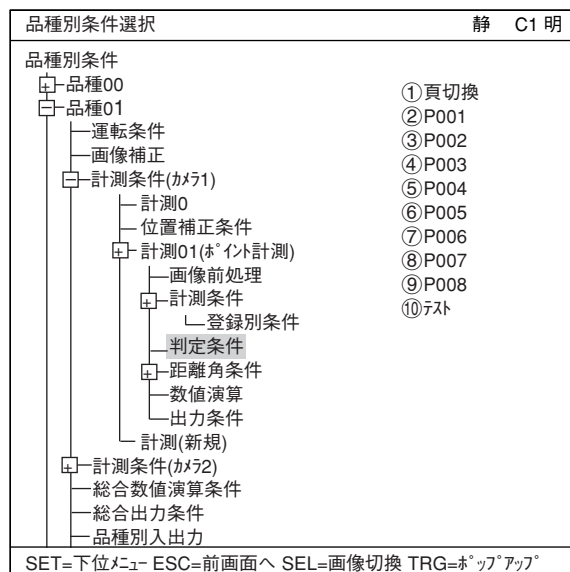 品種別条件選択 静 C1 明
品種別条件
品種00
品種01
運転条件
画像補正
計測条件(ｶﾒﾗ1)
計測0
位置補正条件
計測01(ﾎﾟｲﾝﾄ計測)
画像前処理
計測条件
登録別条件
判定条件
距離角条件
数値演算
出力条件
計測(新規)
計測条件(ｶﾒﾗ2)
総合数値演算条件
総合出力条件
品種別入出力
①頁切換
②P001
③P002
④P003
⑤P004
⑥P005
⑦P006
⑧P007
⑨P008
⑩ﾃｽﾄ
SET=下位ﾒﾆｭｰ ESC=前画面へ SEL=画像切換 TRG=ﾎﾟｯﾌﾟｱｯﾌﾟ